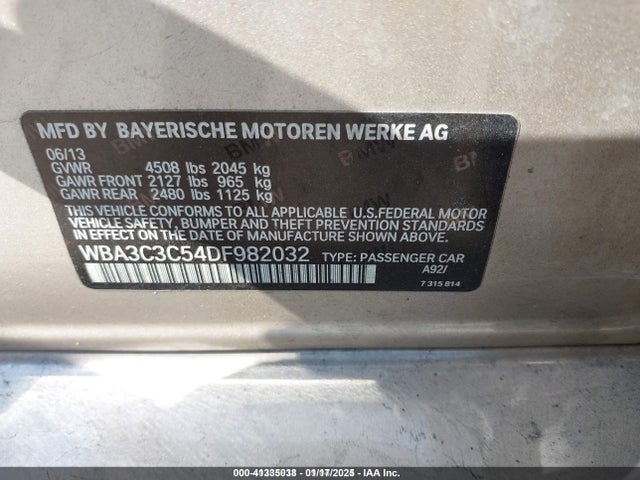 MFD BY BAYERISCHE MOTOREN WERKE AG
06/13
GVWR 4508 lbs 2045 kg
GAWR FRONT 2127 lbs 965 kg
GAWR REAR 2480 lbs 1125 kg
THIS VEHICLE CONFORMS TO ALL APPLICABLE U.S.FEDERAL MOTOR
VEHICLE SAFETY, BUMPER AND THEFT PREVENTION STANDARDS
IN EFFECT ON THE DATE OF MANUFACTURE SHOWN ABOVE.
WBA3C3C54DF982032 TYPE: PASSENGER CAR
A92/
7 315 814
000-41335038 - 01/17/2025 - IAA Inc.